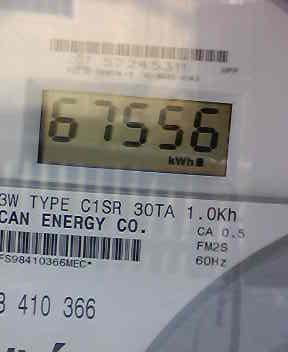 67556
kWh
3W TYPE C1SR 30TA 1.0Kh
CAN ENERGY CO.
CA 0.5
FM2S
FS98410366MEC*
60Hz
8 410 366